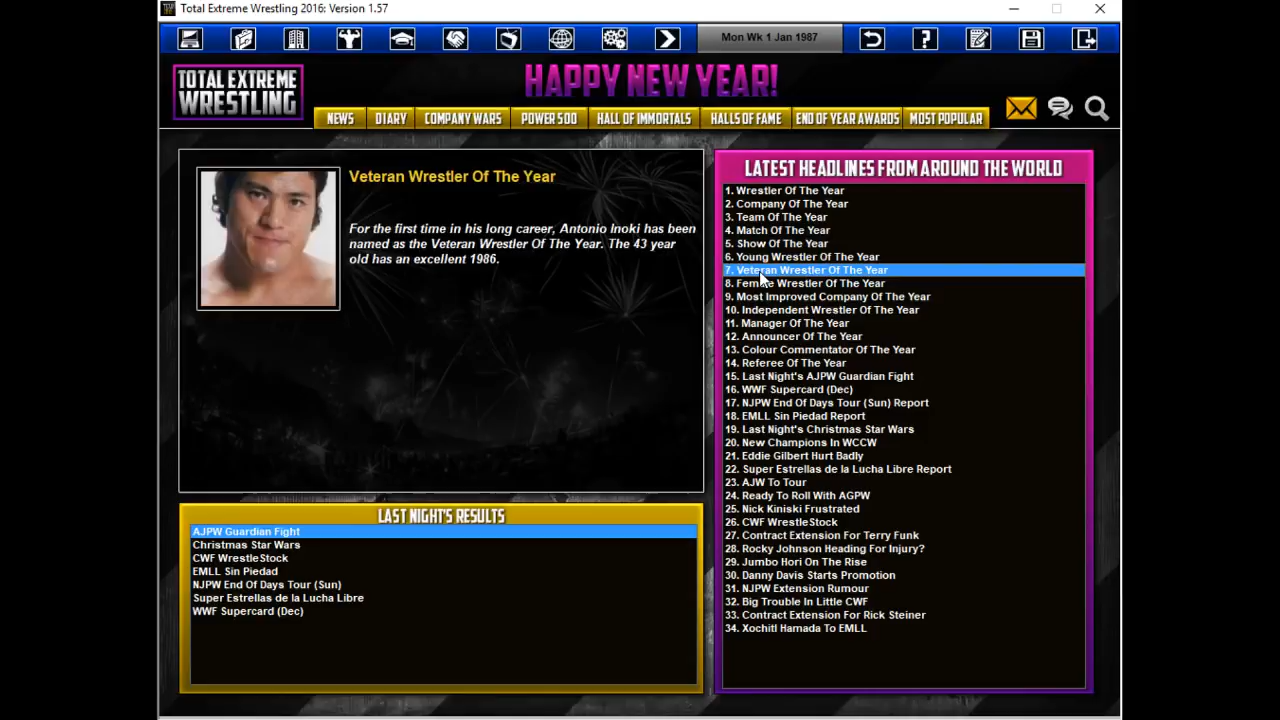 Total Extreme Wrestling 2016: Version 1.57
Mon Wk 1 Jan 1987
TOTAL EXTREME
WRESTLING
HAPPY NEW YEAR!
NEWS
DIARY
COMPANY WARS
POWER 500
HALL OF IMMORTALS
HALLS OF FAME
END OF YEAR AWARDS
MOST POPULAR
Veteran Wrestler Of The Year
For the first time in his long career, Antonio Inoki has been
named as the Veteran Wrestler Of The Year. The 43 year
old has an excellent 1986.
LAST NIGHT'S RESULTS
AJPW Guardian Fight
Christmas Star Wars
CWF WrestleStock
EMLL Sin Piedad
NJPW End Of Days Tour (Sun)
Super Estrellas de la Lucha Libre
WWF Supercard (Dec)
LATEST HEADLINES FROM AROUND THE WORLD
1. Wrestler Of The Year
2. Company Of The Year
3. Team Of The Year
4. Match Of The Year
5. Show Of The Year
6. Young Wrestler Of The Year
7. Veteran Wrestler Of The Year
8. Female Wrestler Of The Year
9. Most Improved Company Of The Year
10. Independent Wrestler Of The Year
11. Manager Of The Year
12. Announcer Of The Year
13. Colour Commentator Of The Year
14. Referee Of The Year
15. Last Night's AJPW Guardian Fight
16. WWF Supercard (Dec)
17. NJPW End Of Days Tour (Sun) Report
18. EMLL Sin Piedad Report
19. Last Night's Christmas Star Wars
20. New Champions In WCCW
21. Eddie Gilbert Hurt Badly
22. Super Estrellas de la Lucha Libre Report
23. AJW To Tour
24. Ready To Roll With AGPW
25. Nick Kiniski Frustrated
26. CWF WrestleStock
27. Contract Extension For Terry Funk
28. Rocky Johnson Heading For Injury?
29. Jumbo Hori On The Rise
30. Danny Davis Starts Promotion
31. NJPW Extension Rumour
32. Big Trouble In Little CWF
33. Contract Extension For Rick Steiner
34. Xochitl Hamada To EMLL